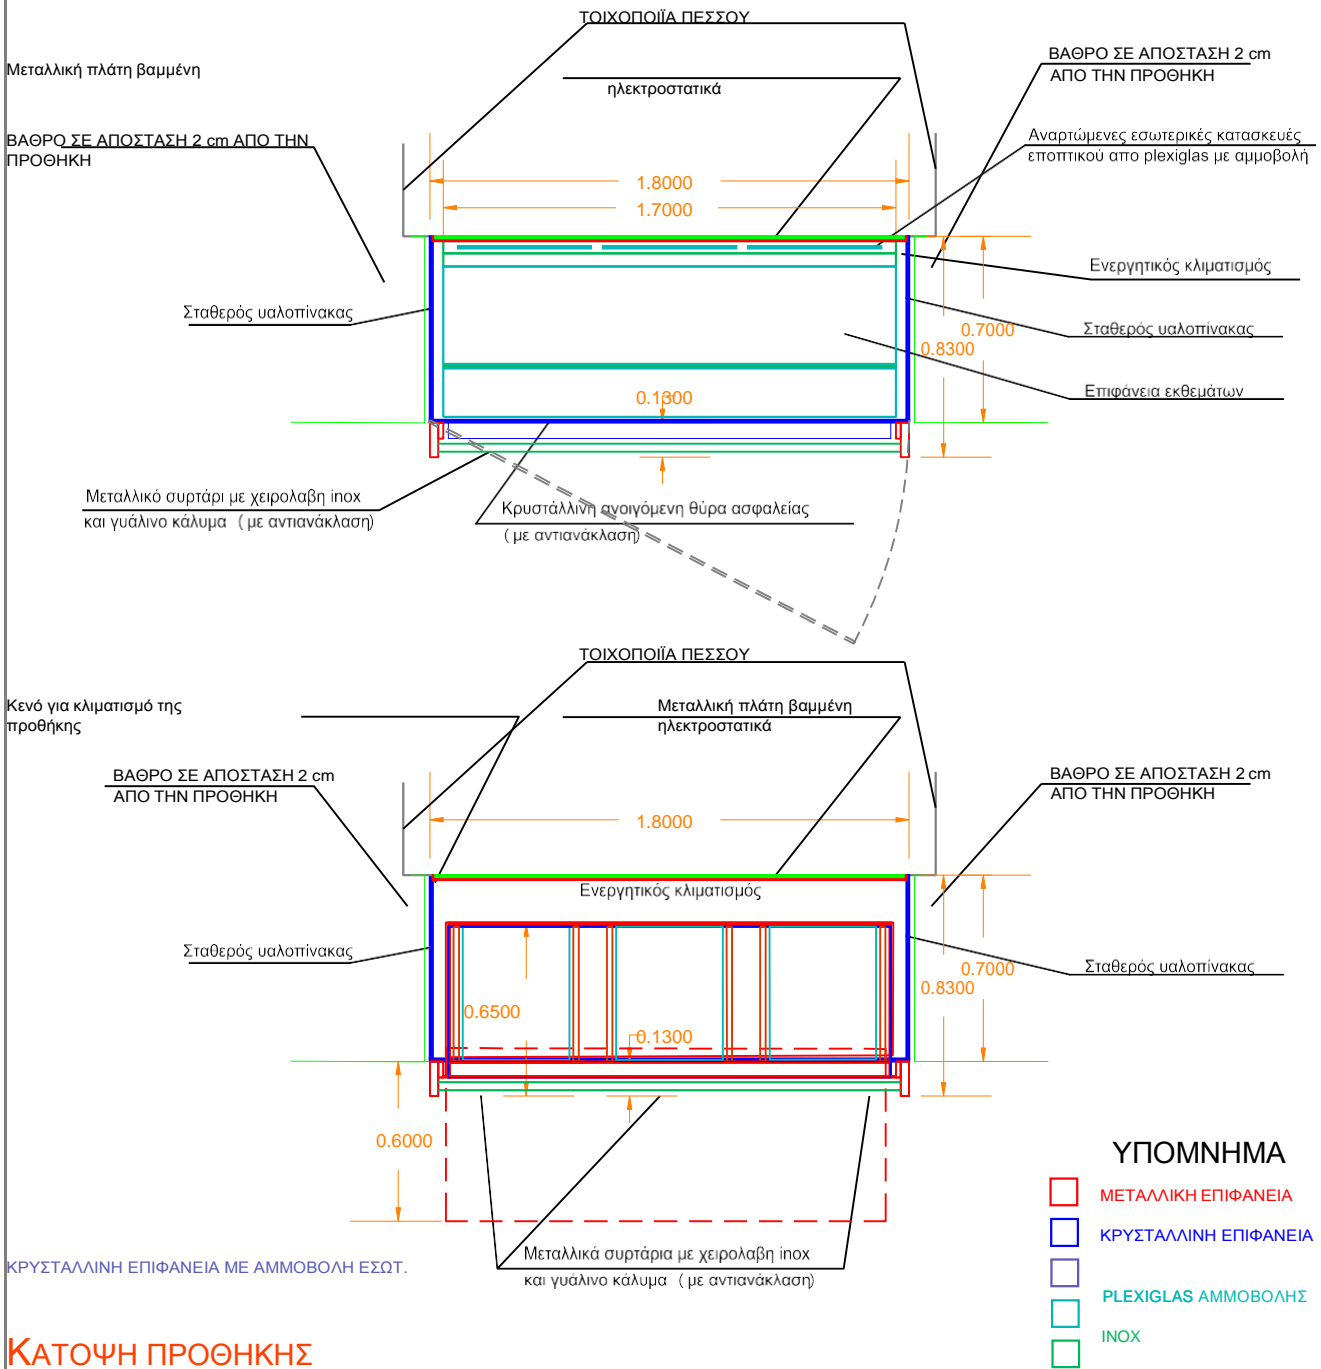 ΤΟΙΧΟΠΟΙΪΑ ΠΕΣΣΟΥ
Μεταλλική πλάτη βαμμένη
ηλεκτροστατικά
ΒΑΘΡΟ ΣΕ ΑΠΟΣΤΑΣΗ 2 cm
ΑΠΟ ΤΗΝ ΠΡΟΘΗΚΗ
ΒΑΘΡΟ ΣΕ ΑΠΟΣΤΑΣΗ 2 cm ΑΠΟ ΤΗΝ
ΠΡΟΘΗΚΗ
Αναρτώμενες εσωτερικές κατασκευές
εποπτικού απο plexiglas με αμμοβολή
1.8000
1.7000
Ενεργητικός κλιματισμός
Σταθερός υαλοπίνακας
0.7000
Σταθερός υαλοπίνακας
0.8300
0.1300
Επιφάνεια εκθεμάτων
Μεταλλικό συρτάρι με χειρολαβη inox
και γυάλινο κάλυμα ( με αντιανάκλαση)
Κρυστάλλινη ανοιγόμενη θύρα ασφαλείας
( με αντιανάκλαση)
ΤΟΙΧΟΠΟΙΪΑ ΠΕΣΣΟΥ
Κενό για κλιματισμό της
προθήκης
Μεταλλική πλάτη βαμμένη
ηλεκτροστατικά
ΒΑΘΡΟ ΣΕ ΑΠΟΣΤΑΣΗ 2 cm
ΑΠΟ ΤΗΝ ΠΡΟΘΗΚΗ
ΒΑΘΡΟ ΣΕ ΑΠΟΣΤΑΣΗ 2 cm
ΑΠΟ ΤΗΝ ΠΡΟΘΗΚΗ
1.8000
Ενεργητικός κλιματισμός
Σταθερός υαλοπίνακας
0.7000
Σταθερός υαλοπίνακας
0.8300
0.6500
0.1300
0.6000
Μεταλλικά συρτάρια με χειρολαβη inox
και γυάλινο κάλυμα ( με αντιανάκλαση)
ΥΠΟΜΝΗΜΑ
ΜΕΤΑΛΛΙΚΗ ΕΠΙΦΑΝΕΙΑ
ΚΡΥΣΤΑΛΛΙΝΗ ΕΠΙΦΑΝΕΙΑ
ΚΡΥΣΤΑΛΛΙΝΗ ΕΠΙΦΑΝΕΙΑ ΜΕ ΑΜΜΟΒΟΛΗ ΕΣΩΤ.
PLEXIGLAS ΑΜΜΟΒΟΛΗΣ
INOX
ΚΑΤΟΨΗ ΠΡΟΘΗΚΗΣ